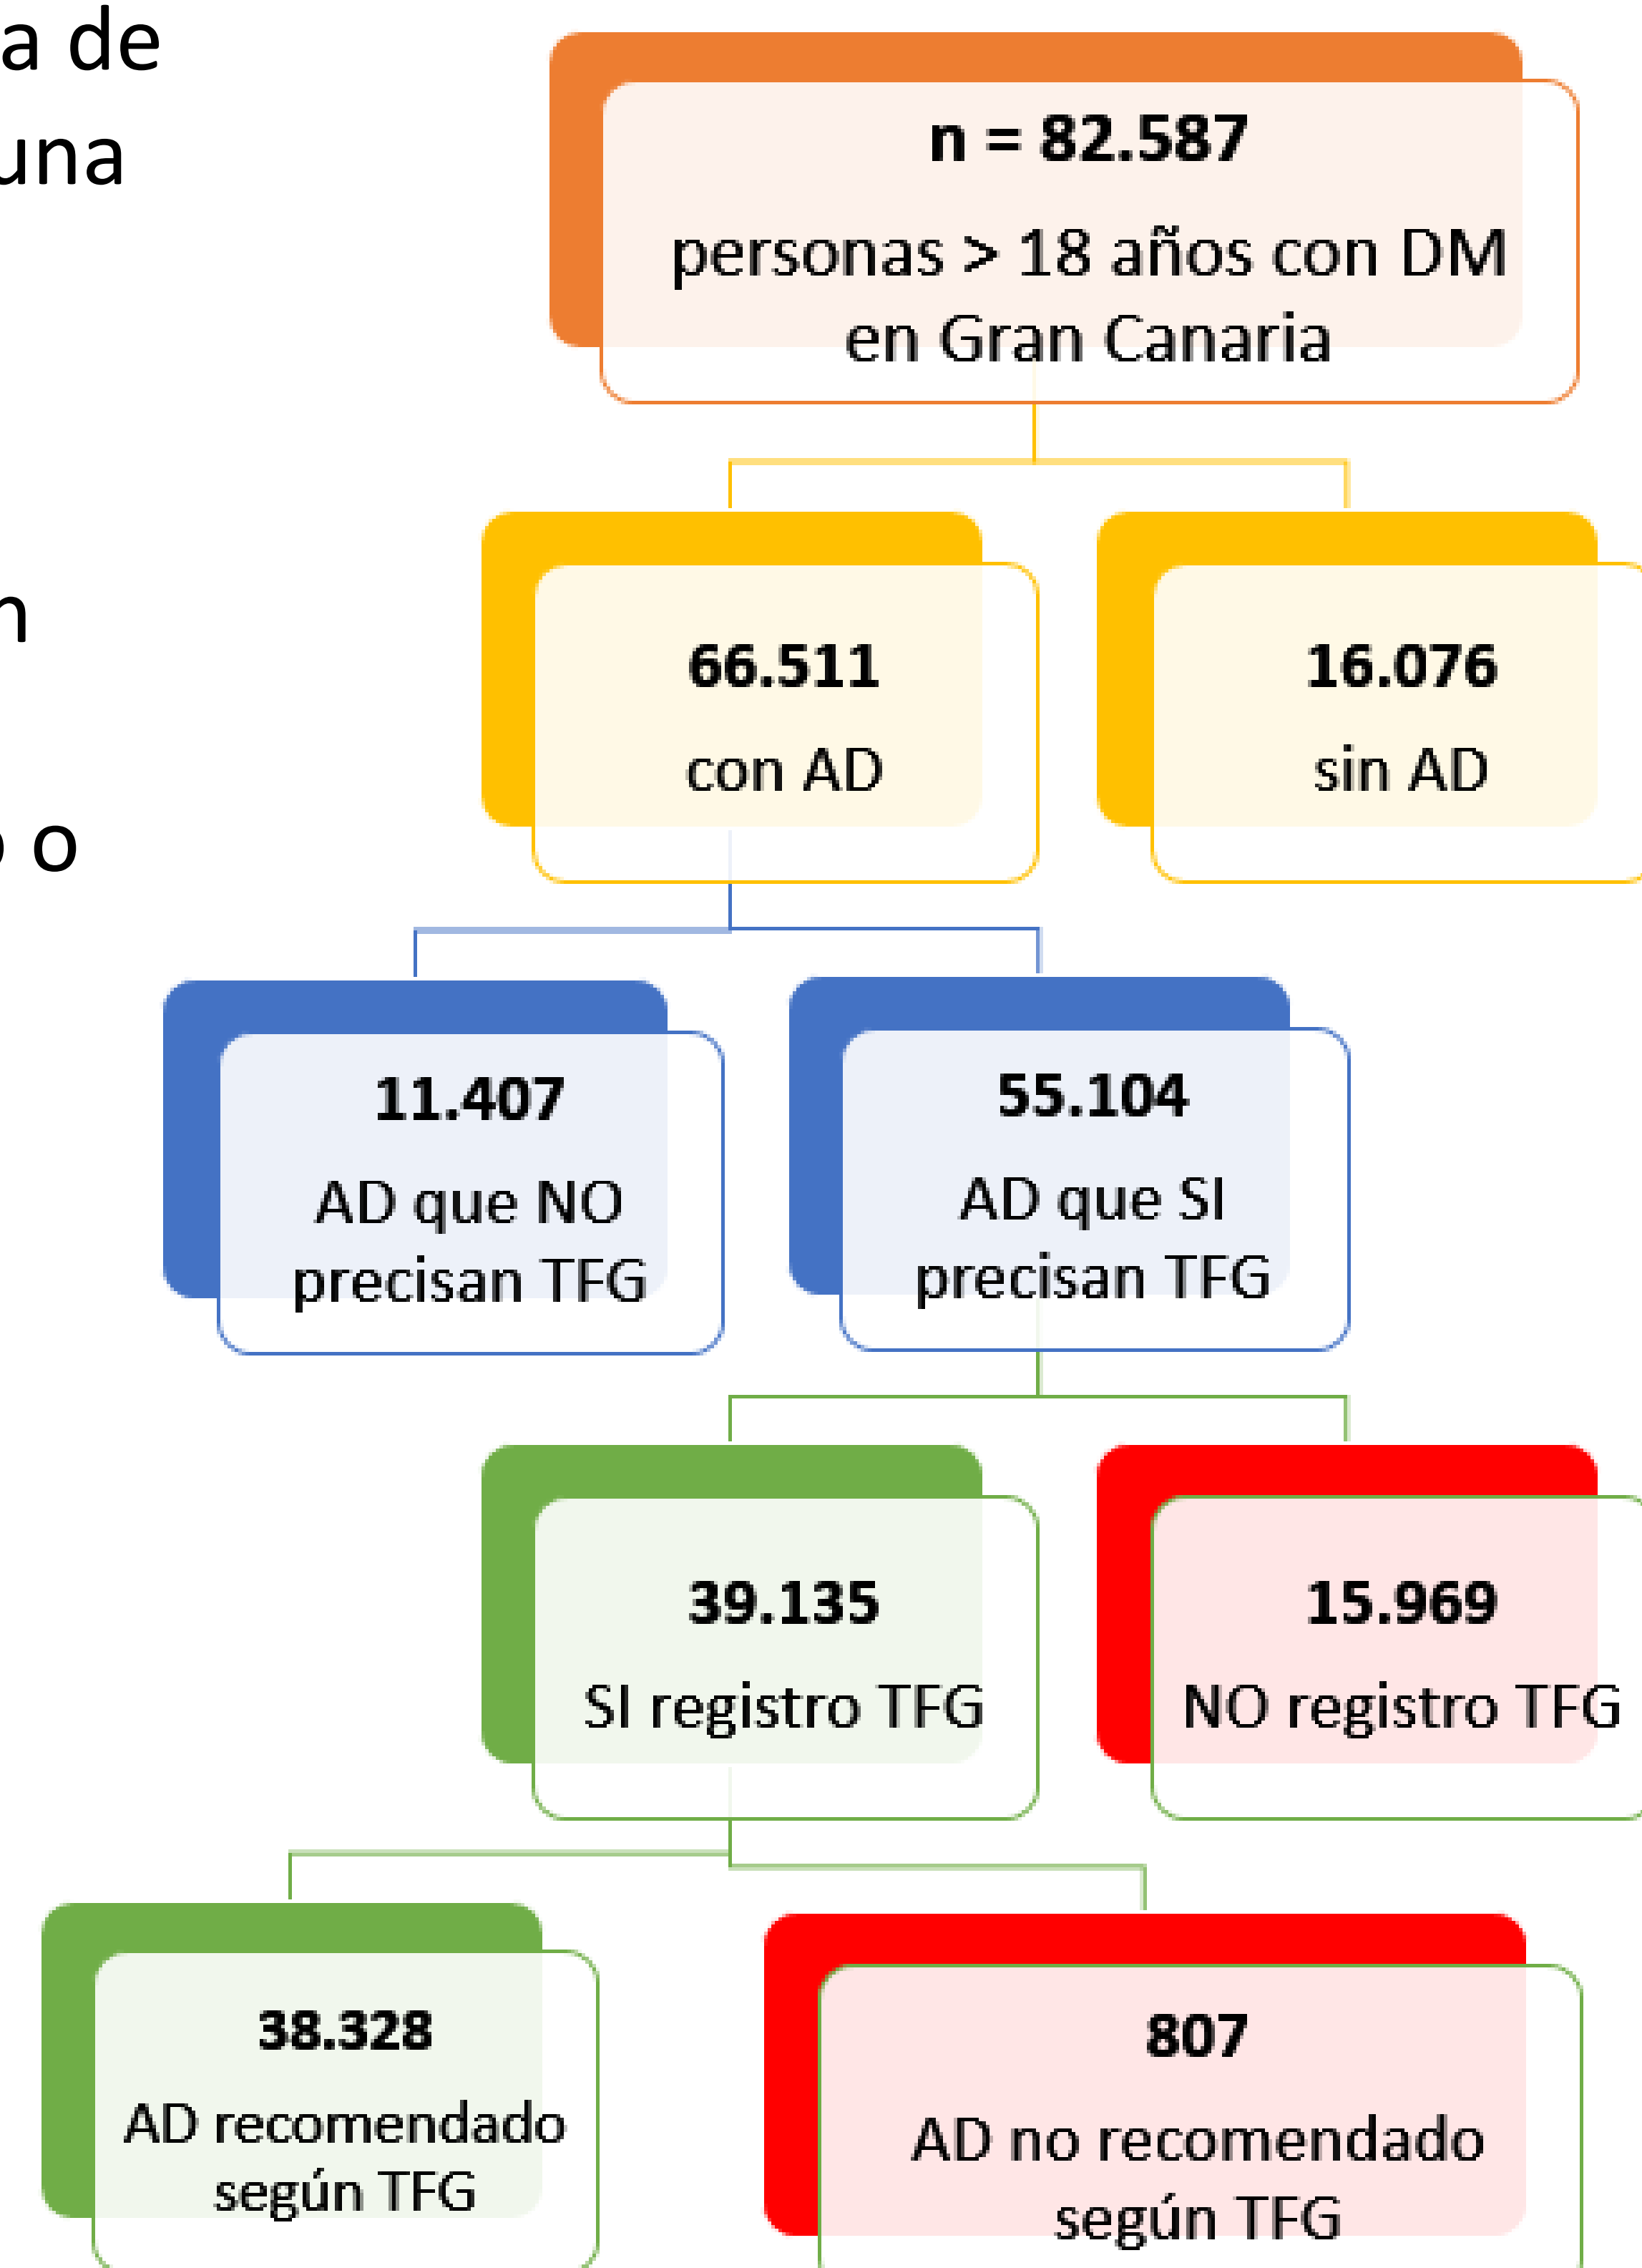 a de
una
n
o
n = 82.587
personas > 18 años con DM
en Gran Canaria
66.511
con AD
16.076
sin AD
11.407
AD que NO
precisan TFG
55.104
AD que SI
precisan TFG
39.135
SI registro TFG
15.969
NO registro TFG
38.328
AD recomendado
según TFG
807
AD no recomendado
según TFG